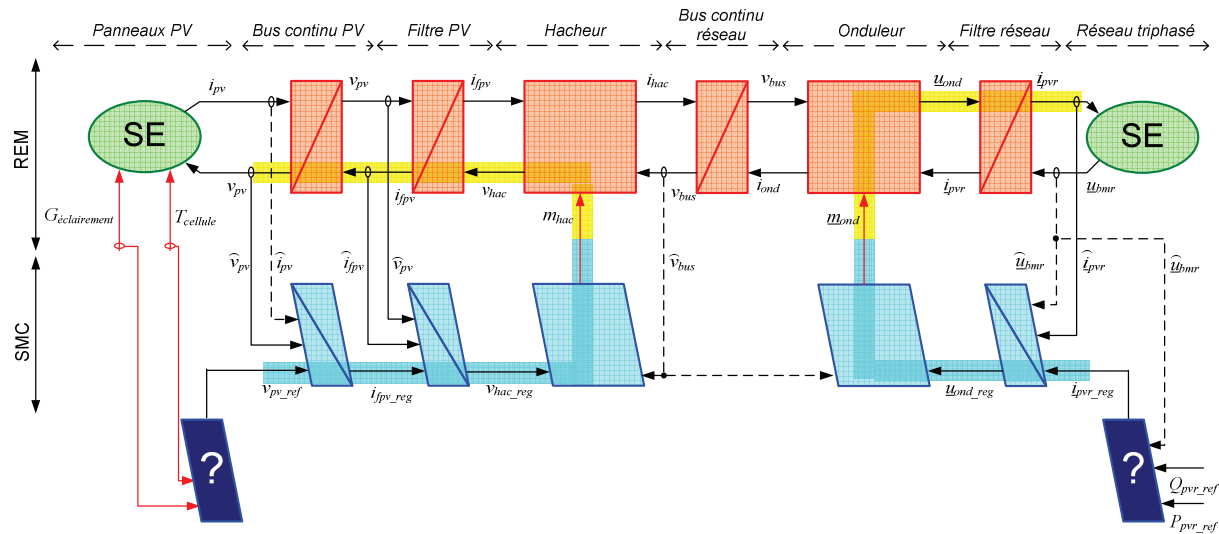 Panneaux PV
Bus continu PV
Filtre PV
Hacheur
Bus continu
réseau
Onduleur
Filtre réseau
Réseau triphasé
REM
SMC
i_pv
v_pv
i_fpv
i_hac
v_bus
u_ond
i_pvr
SE
SE
v_pv
i_fpv
v_hac
v_bus
i_ond
i_pvr
u_bmr
G_éclairement
T_cellule
m_hac
m_ond
v̂_pv
î_pv
î_fpv
v̂_pv
v̂_bus
û_bmr
î_pvr
û_bmr
v_pv_ref
i_fpv_reg
v_hac_reg
u_ond_reg
i_pvr_reg
?
?
Q_pvr_ref
P_pvr_ref